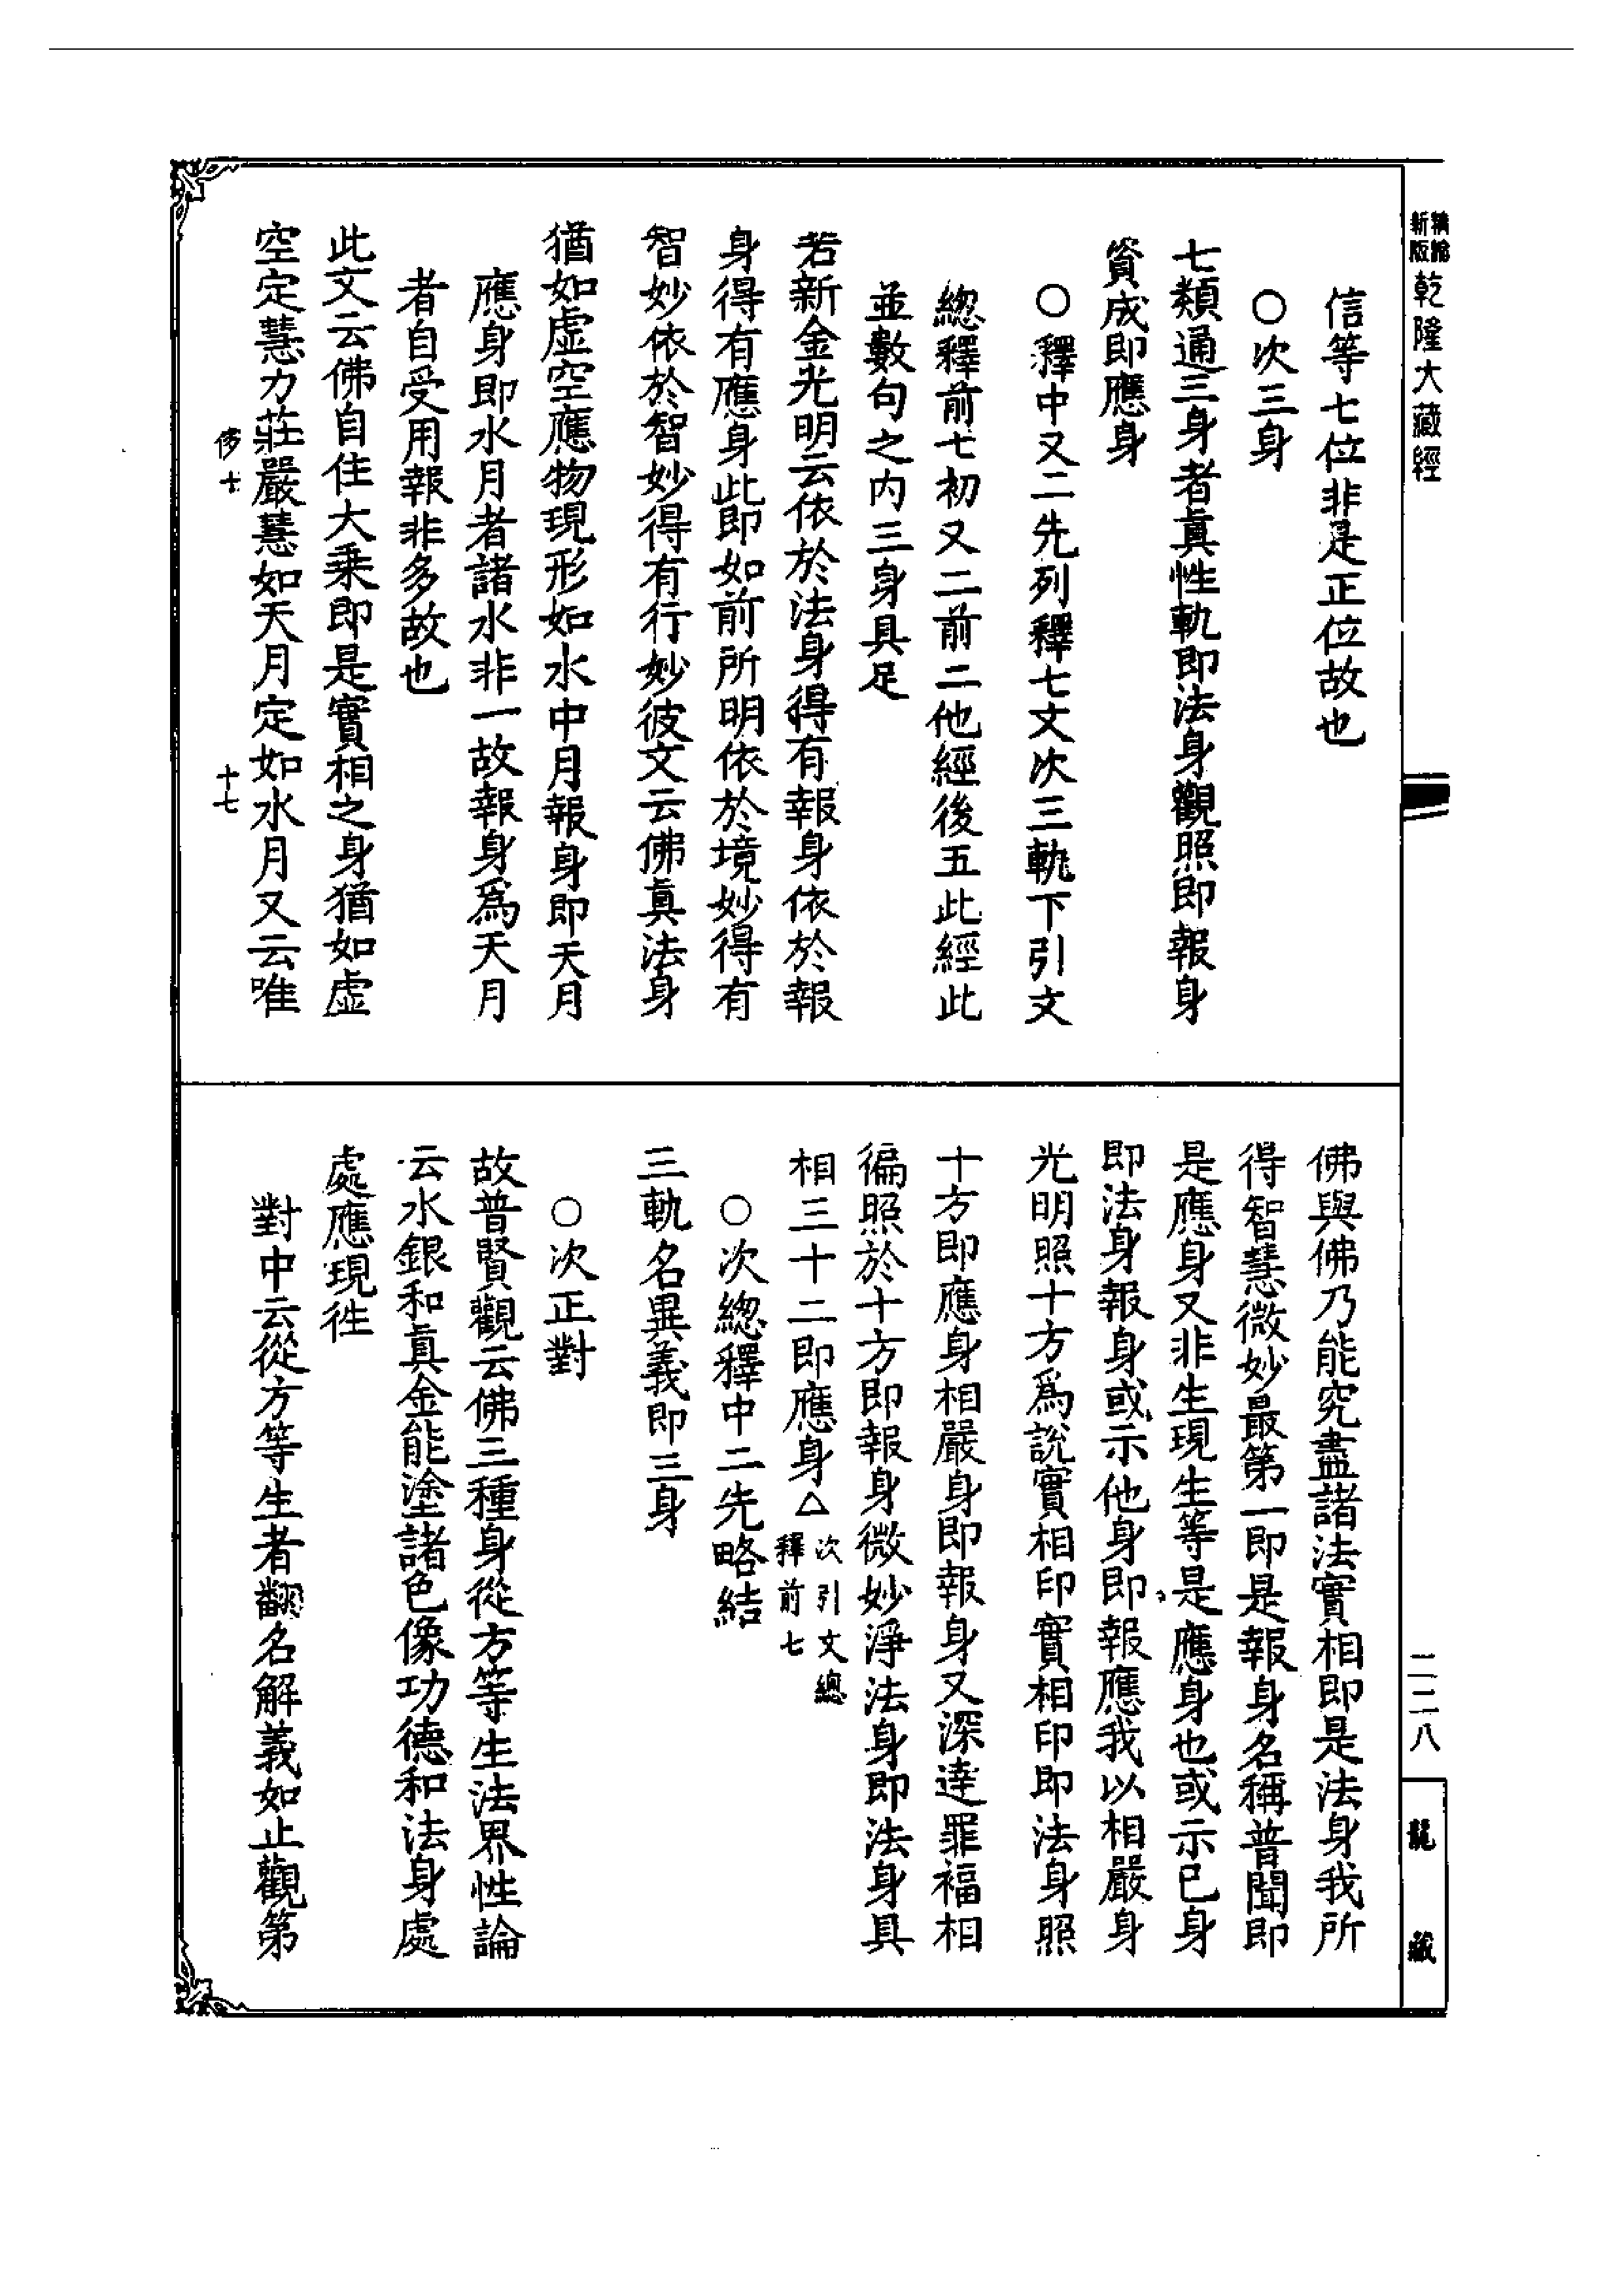 精縮新版乾隆大藏經
信等七位非是正位故也
○次三身
七類通三身者眞性軌即法身觀照即報身
資成即應身
○釋中又二先列釋七文次三軌下引文
總釋前七初又二前二他經後五此經此
並數句之内三身具足
若新金光明云依於法身得有報身依於報
身得有應身此即如前所明依於境妙得有
智妙依於智妙得有行妙彼文云佛眞法身
猶如虛空應物現形如水中月報身即天月
應身即水月者諸水非一故報身爲天月
者自受用報非多故也
此文云佛自住大乘即是實相之身猶如虛
空定慧力莊嚴慧如天月定如水月又云唯
七 十七
佛與佛乃能究盡諸法實相即是法身我所
得智慧微妙最第一即是報身名稱普聞即
是應身又非生現生等是應身也或示已身
即法身報身或示他身即報應我以相嚴身
光明照十方爲說實相印實相印即法身照
十方即應身相嚴身即報身又深達罪福相
徧照於十方即報身微妙淨法身即法身具
相三十二即應身△次引文總釋前七
○次總釋中二先略結
三軌名異義即三身
○次正對
故普賢觀云佛三種身從方等生法界性論
云水銀和眞金能塗諸色像功德和法身處
處應現徃
對中云從方等生者翻名解義如止觀第
二二八
龍藏